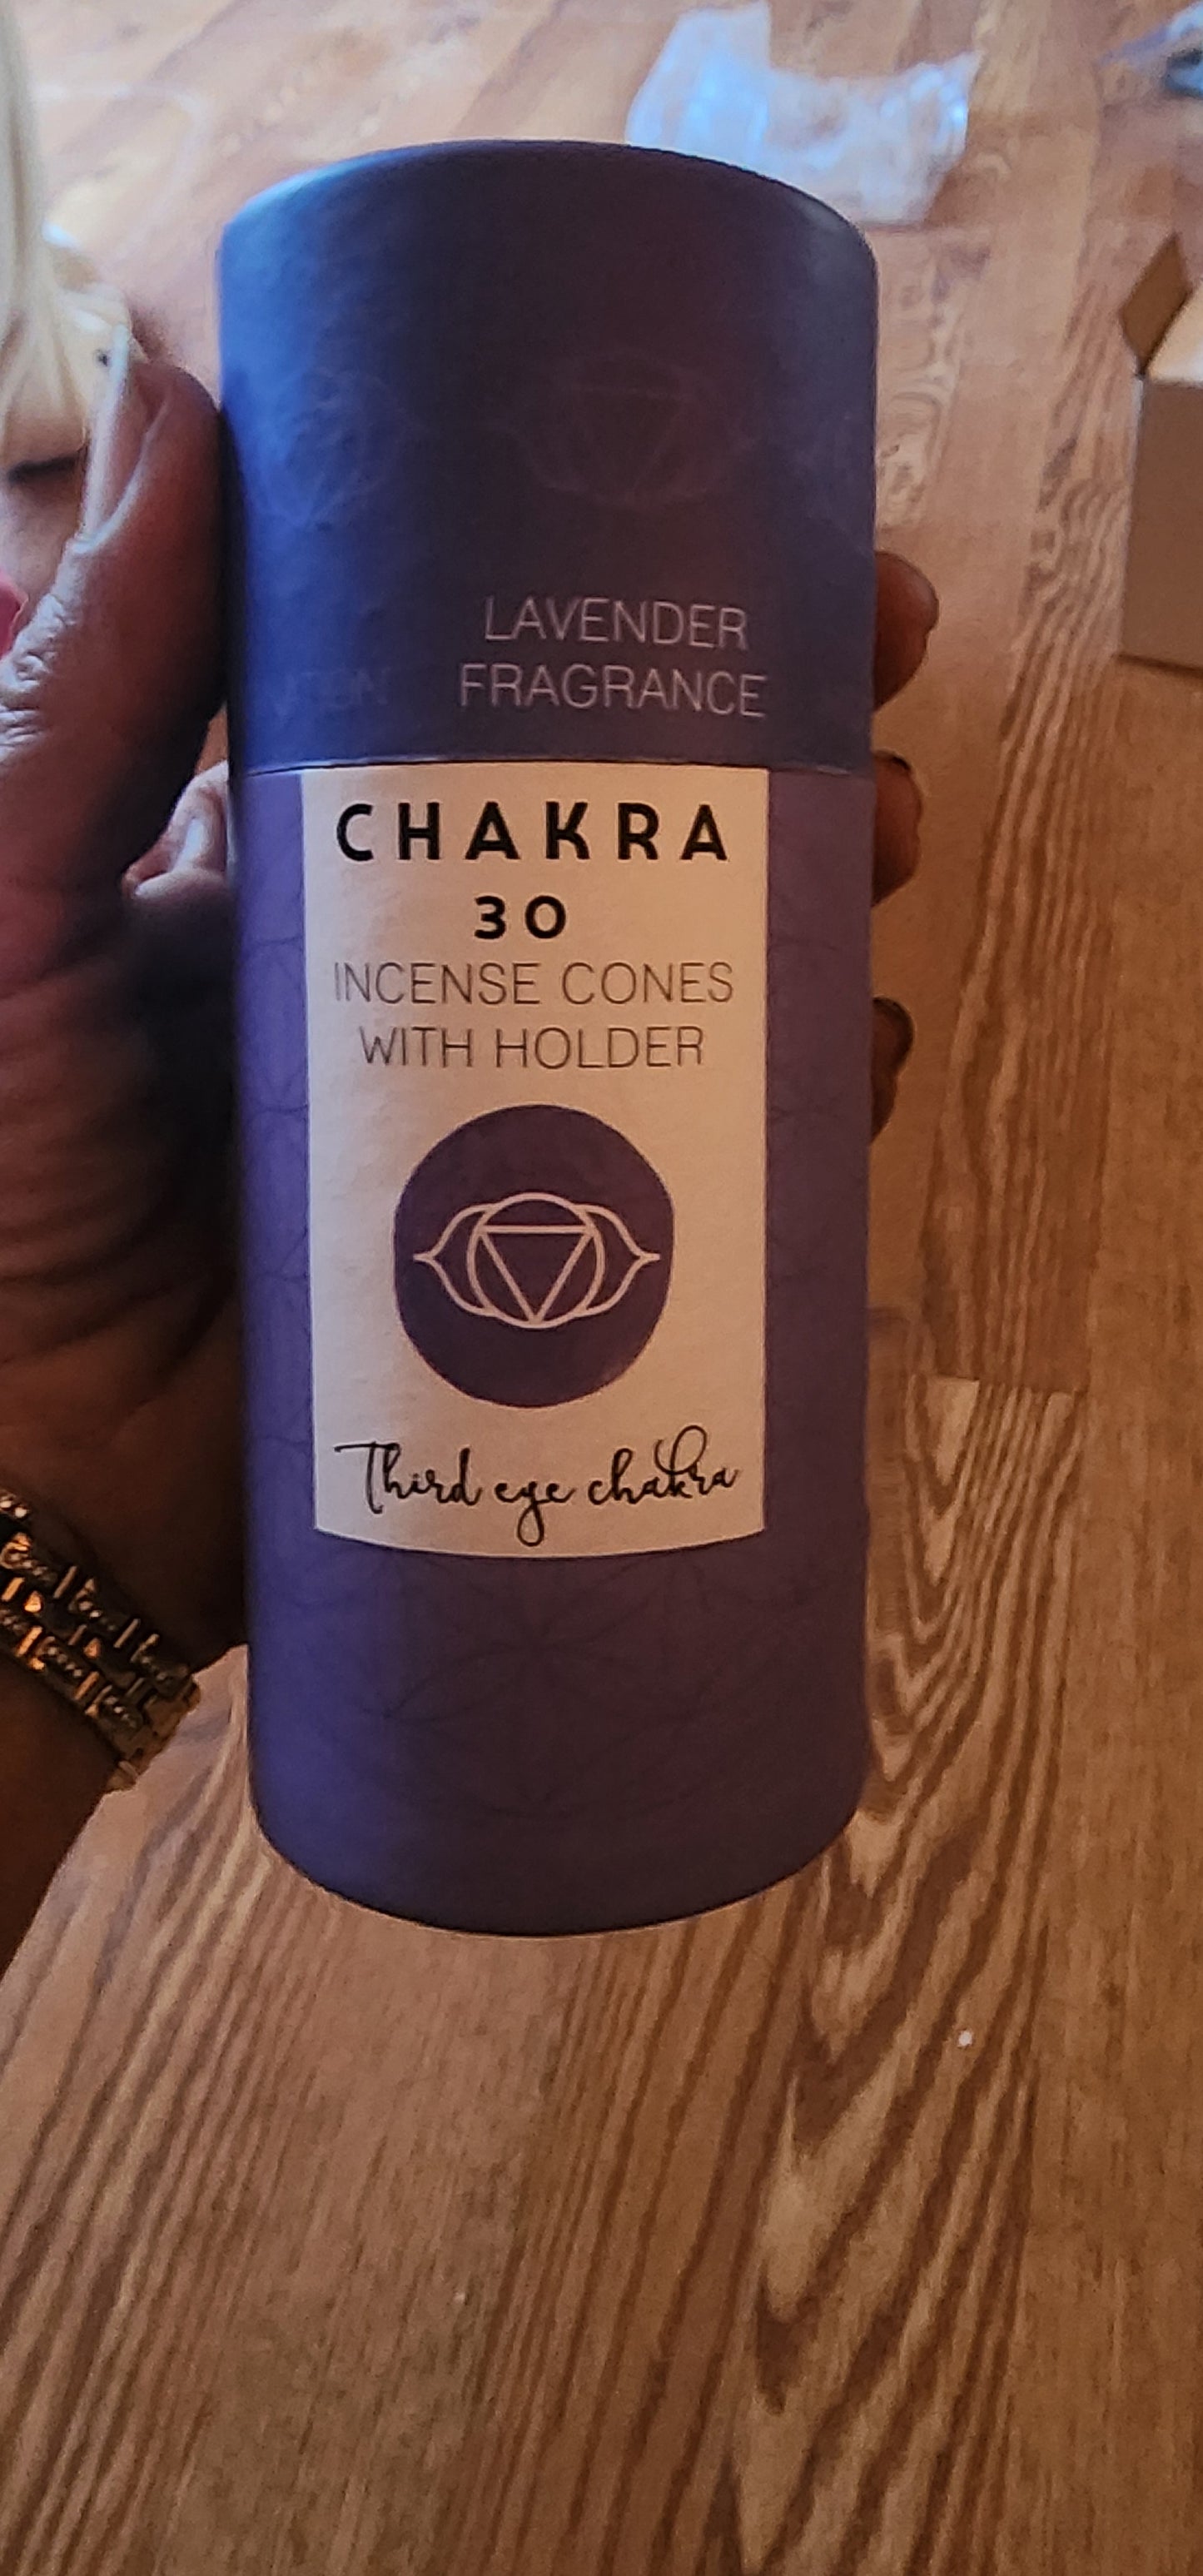 LAVENDER
FRAGRANCE
CHAKRA
30
INCENSE CONES
WITH HOLDER
Third eye chakra